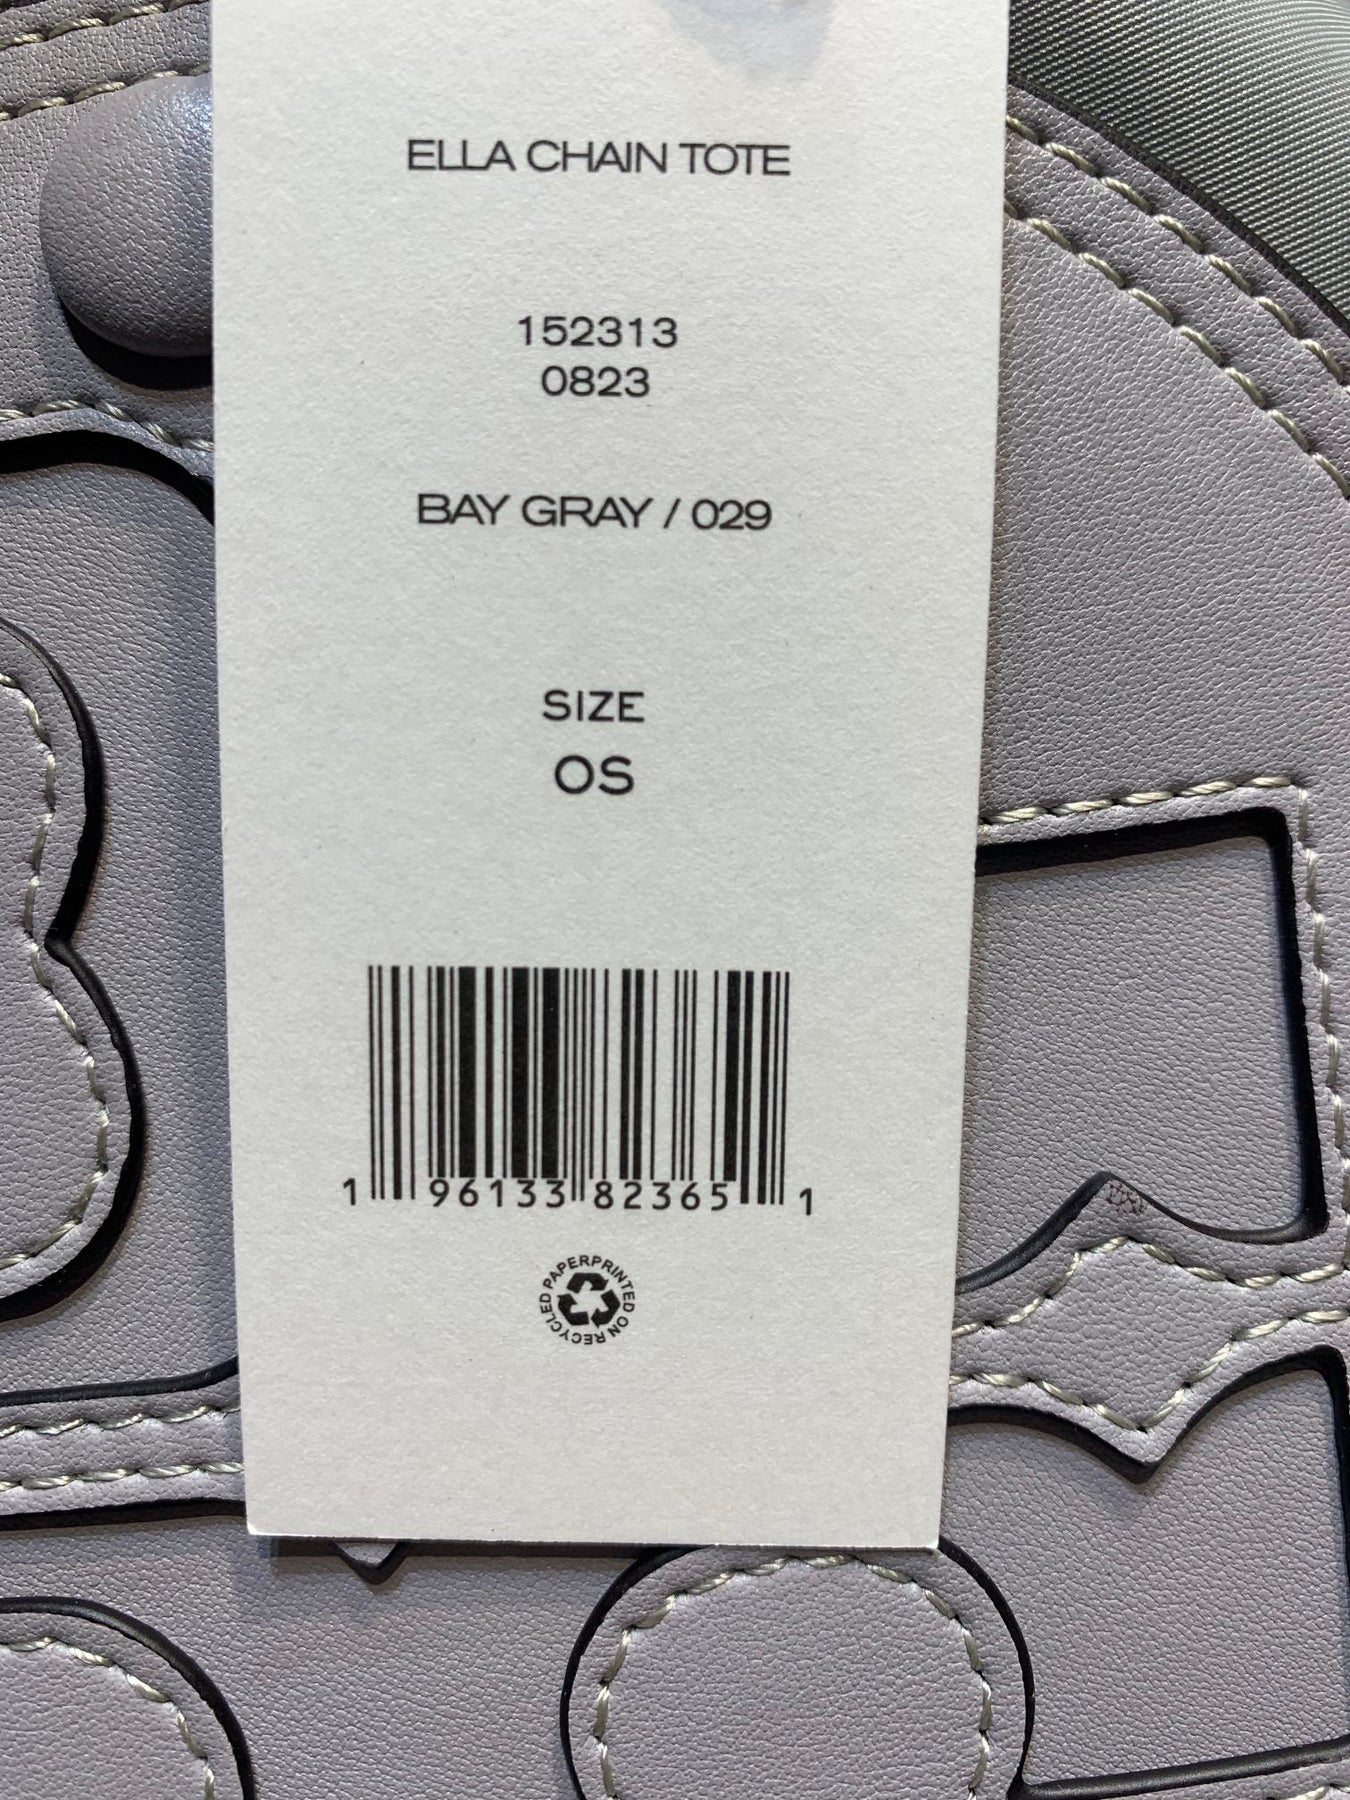 ELLA CHAIN TOTE
152313
0823
BAY GRAY / 029
SIZE
OS
1 96133 82365 1
PRINTED ON RECYCLED PAPER